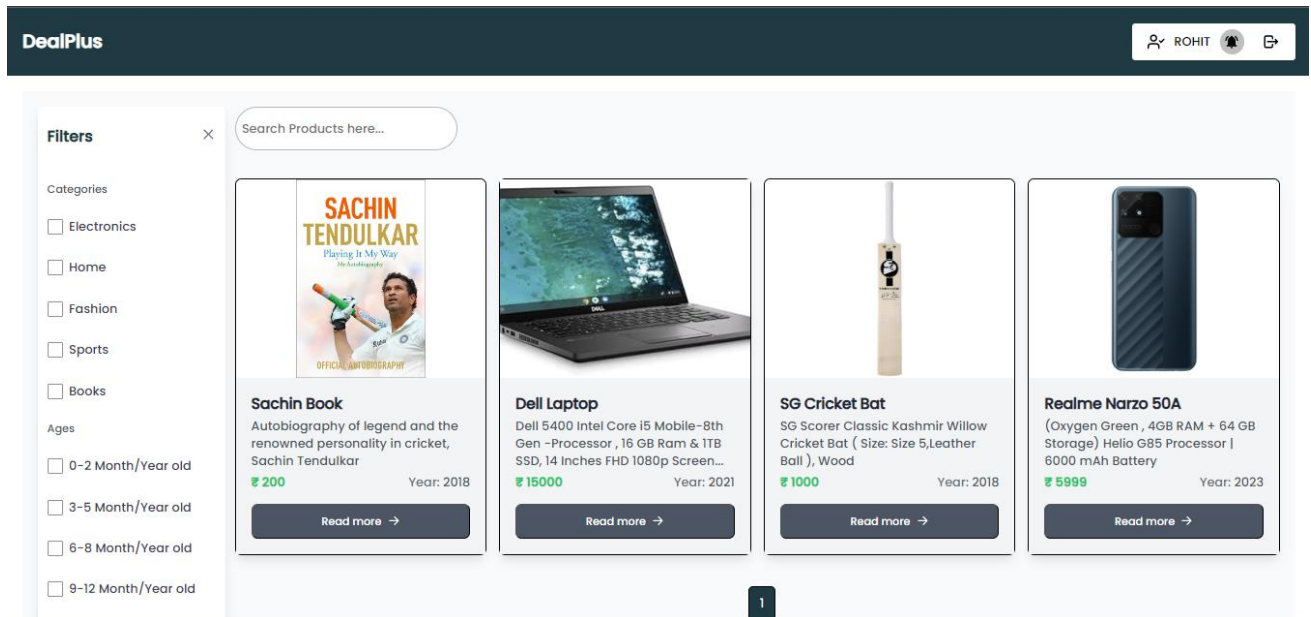 DealPlus
ROHIT
Filters
Search Products here...
Categories
Electronics
Home
Fashion
Sports
Books
Ages
0-2 Month/Year old
3-5 Month/Year old
6-8 Month/Year old
9-12 Month/Year old
SACHIN
TENDULKAR
Playing It My Way
My Autobiography
OFFICIAL AUTOBIOGRAPHY
Sachin Book
Autobiography of legend and the
renowned personality in cricket,
Sachin Tendulkar
₹ 200 Year: 2018
Read more →
DELL
Dell Laptop
Dell 5400 Intel Core i5 Mobile-8th
Gen -Processor , 16 GB Ram & 1TB
SSD, 14 Inches FHD 1080p Screen...
₹ 15000 Year: 2021
Read more →
SG Cricket Bat
SG Scorer Classic Kashmir Willow
Cricket Bat ( Size: Size 5,Leather
Ball ), Wood
₹ 1000 Year: 2018
Read more →
Realme Narzo 50A
(Oxygen Green , 4GB RAM + 64 GB
Storage) Helio G85 Processor |
6000 mAh Battery
₹ 5999 Year: 2023
Read more →
1